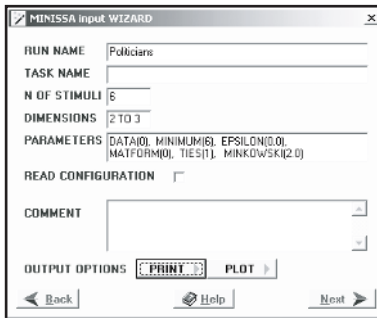 MINISSA input WIZARD
RUN NAME Politicians
TASK NAME
N OF STIMULI 6
DIMENSIONS 2 TO 3
PARAMETERS DATA(0), MINIMUM(6), EPSILON(0.0),
MATFORM(0), TIES(1), MINKOWSKI(2.0)
READ CONFIGURATION
COMMENT
OUTPUT OPTIONS PRINT PLOT
Back Help Next